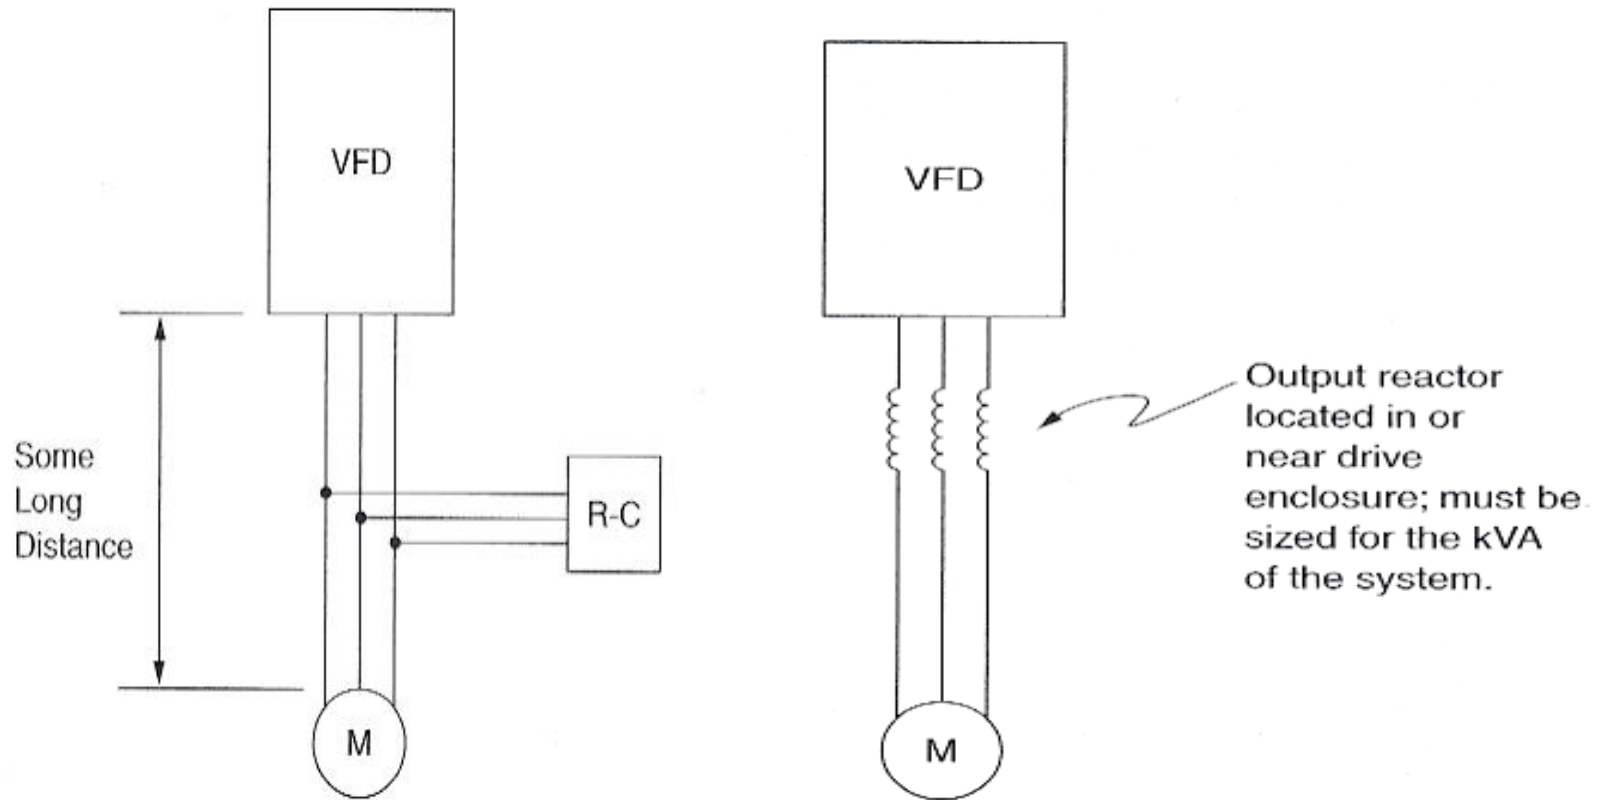 VFD
Some
Long
Distance
R-C
M
VFD
Output reactor
located in or
near drive
enclosure; must be
sized for the kVA
of the system.
M